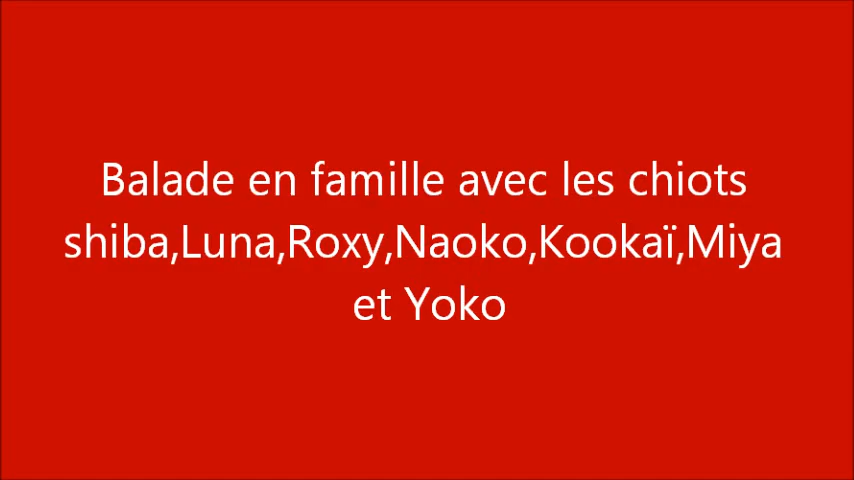 Balade en famille avec les chiots
shiba,Luna,Roxy,Naoko,Kookaï,Miya
et Yoko